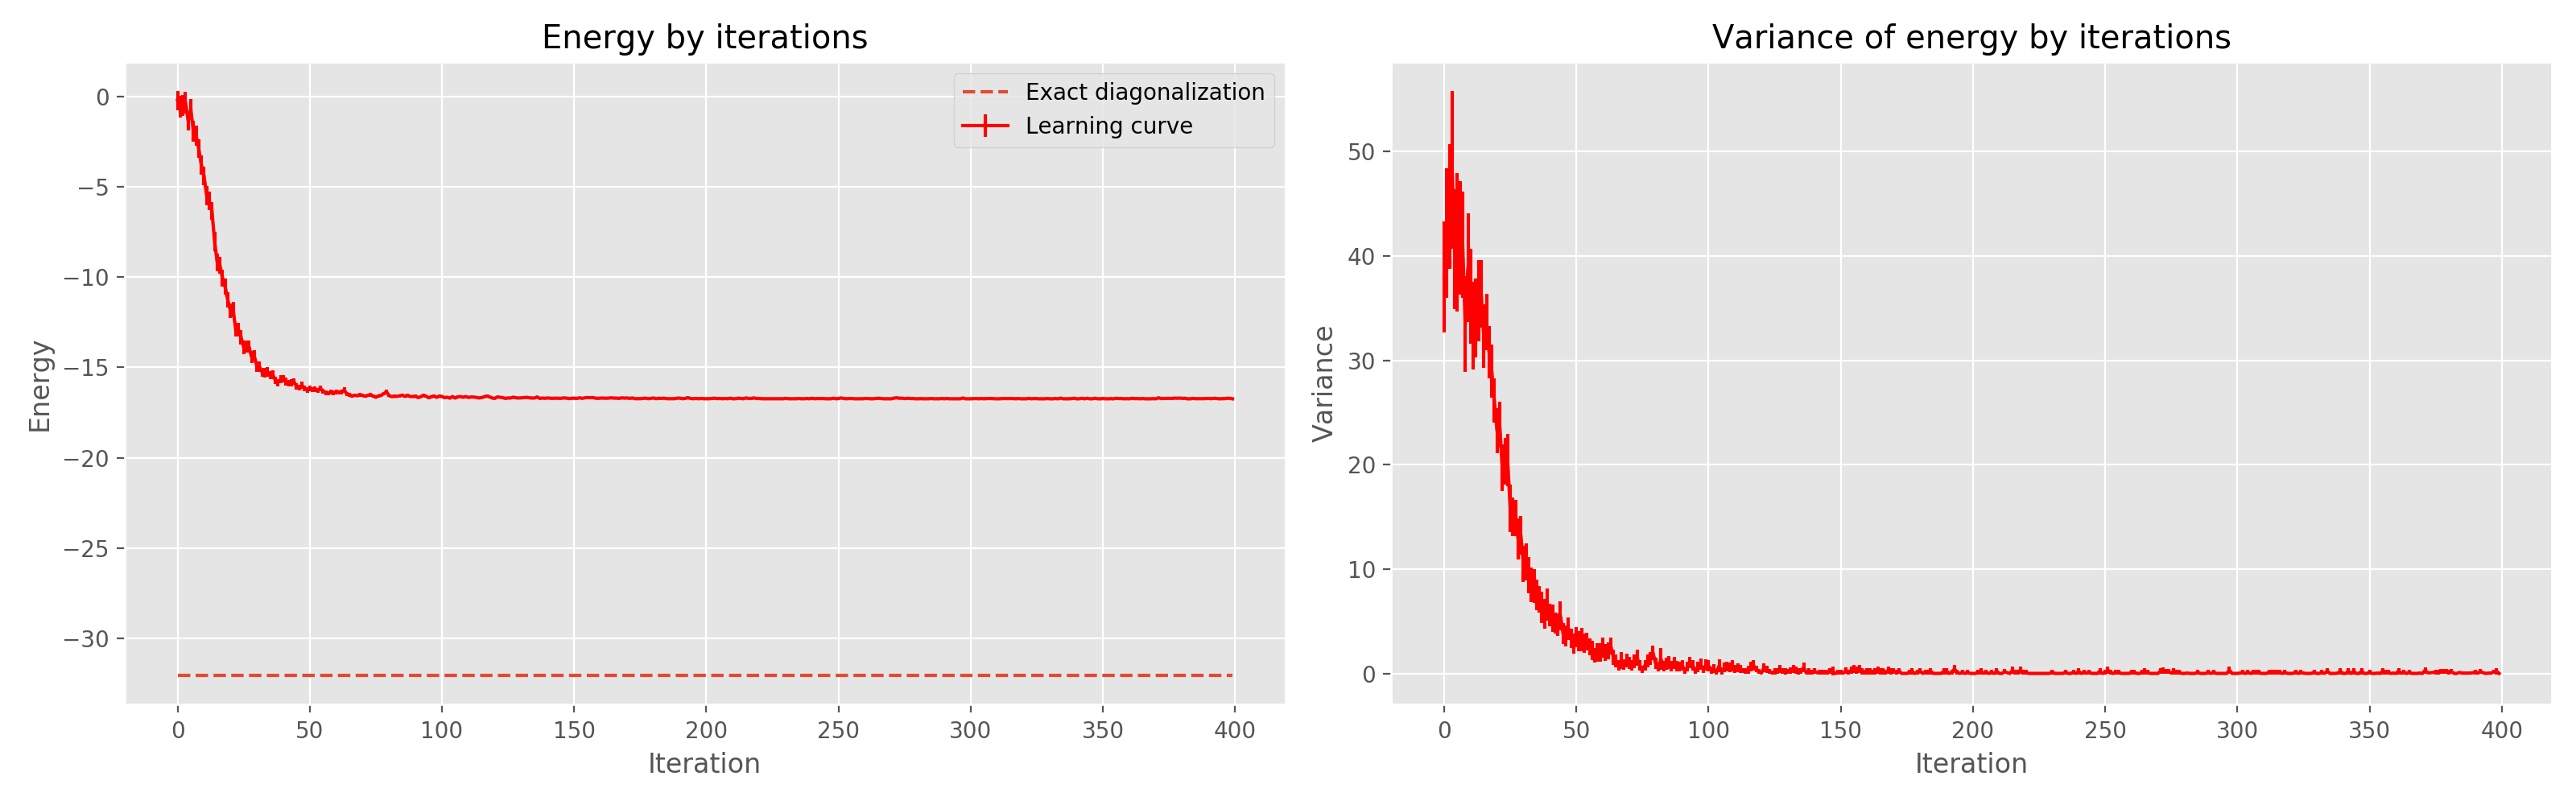 Energy by iterations
Exact diagonalization
Learning curve
0
−5
−10
−15
−20
−25
−30
Energy
0 50 100 150 200 250 300 350 400
Iteration
Variance of energy by iterations
50
40
30
20
10
0
Variance
0 50 100 150 200 250 300 350 400
Iteration